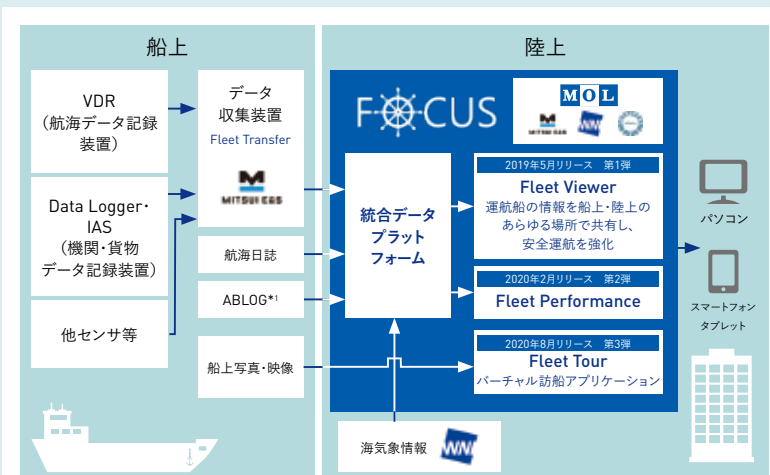 船上
VDR
（航海データ記録
装置）
Data Logger・
IAS
（機関・貨物
データ記録装置）
他センサ等
データ
収集装置
Fleet Transfer
MITSUI E&S
航海日誌
ABLOG*1
船上写真・映像
陸上
FOCUS
MOL
MITSUI E&S
WNI
統合データ
プラット
フォーム
2019年5月リリース 第1弾
Fleet Viewer
運航船の情報を船上・陸上の
あらゆる場所で共有し、
安全運航を強化
2020年2月リリース 第2弾
Fleet Performance
2020年8月リリース 第3弾
Fleet Tour
バーチャル訪船アプリケーション
海気象情報
WNI
パソコン
スマートフォン
タブレット